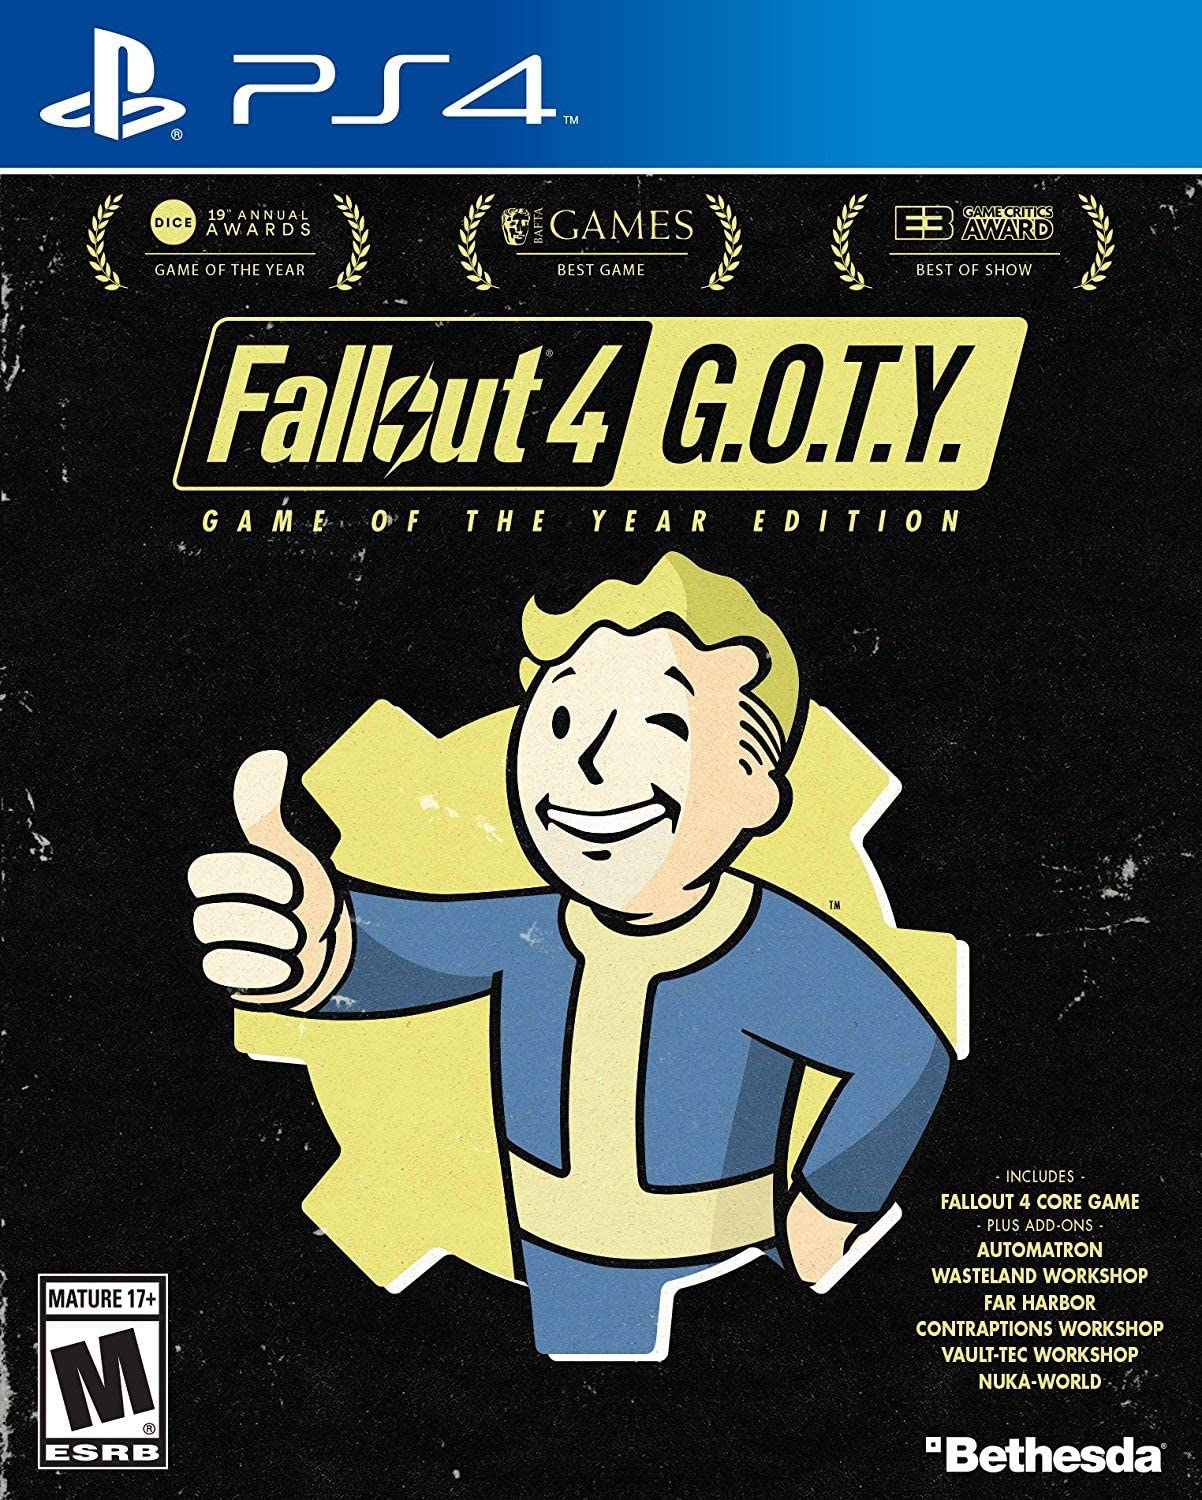 PS4™
DICE 19TH ANNUAL AWARDS
GAME OF THE YEAR
BAFTA GAMES
BEST GAME
E3 GAME CRITICS AWARD
BEST OF SHOW
Fallout® 4 G.O.T.Y.
GAME OF THE YEAR EDITION
TM
- INCLUDES -
FALLOUT 4 CORE GAME
- PLUS ADD-ONS -
AUTOMATRON
WASTELAND WORKSHOP
FAR HARBOR
CONTRAPTIONS WORKSHOP
VAULT-TEC WORKSHOP
NUKA-WORLD
MATURE 17+
M®
ESRB
Bethesda®